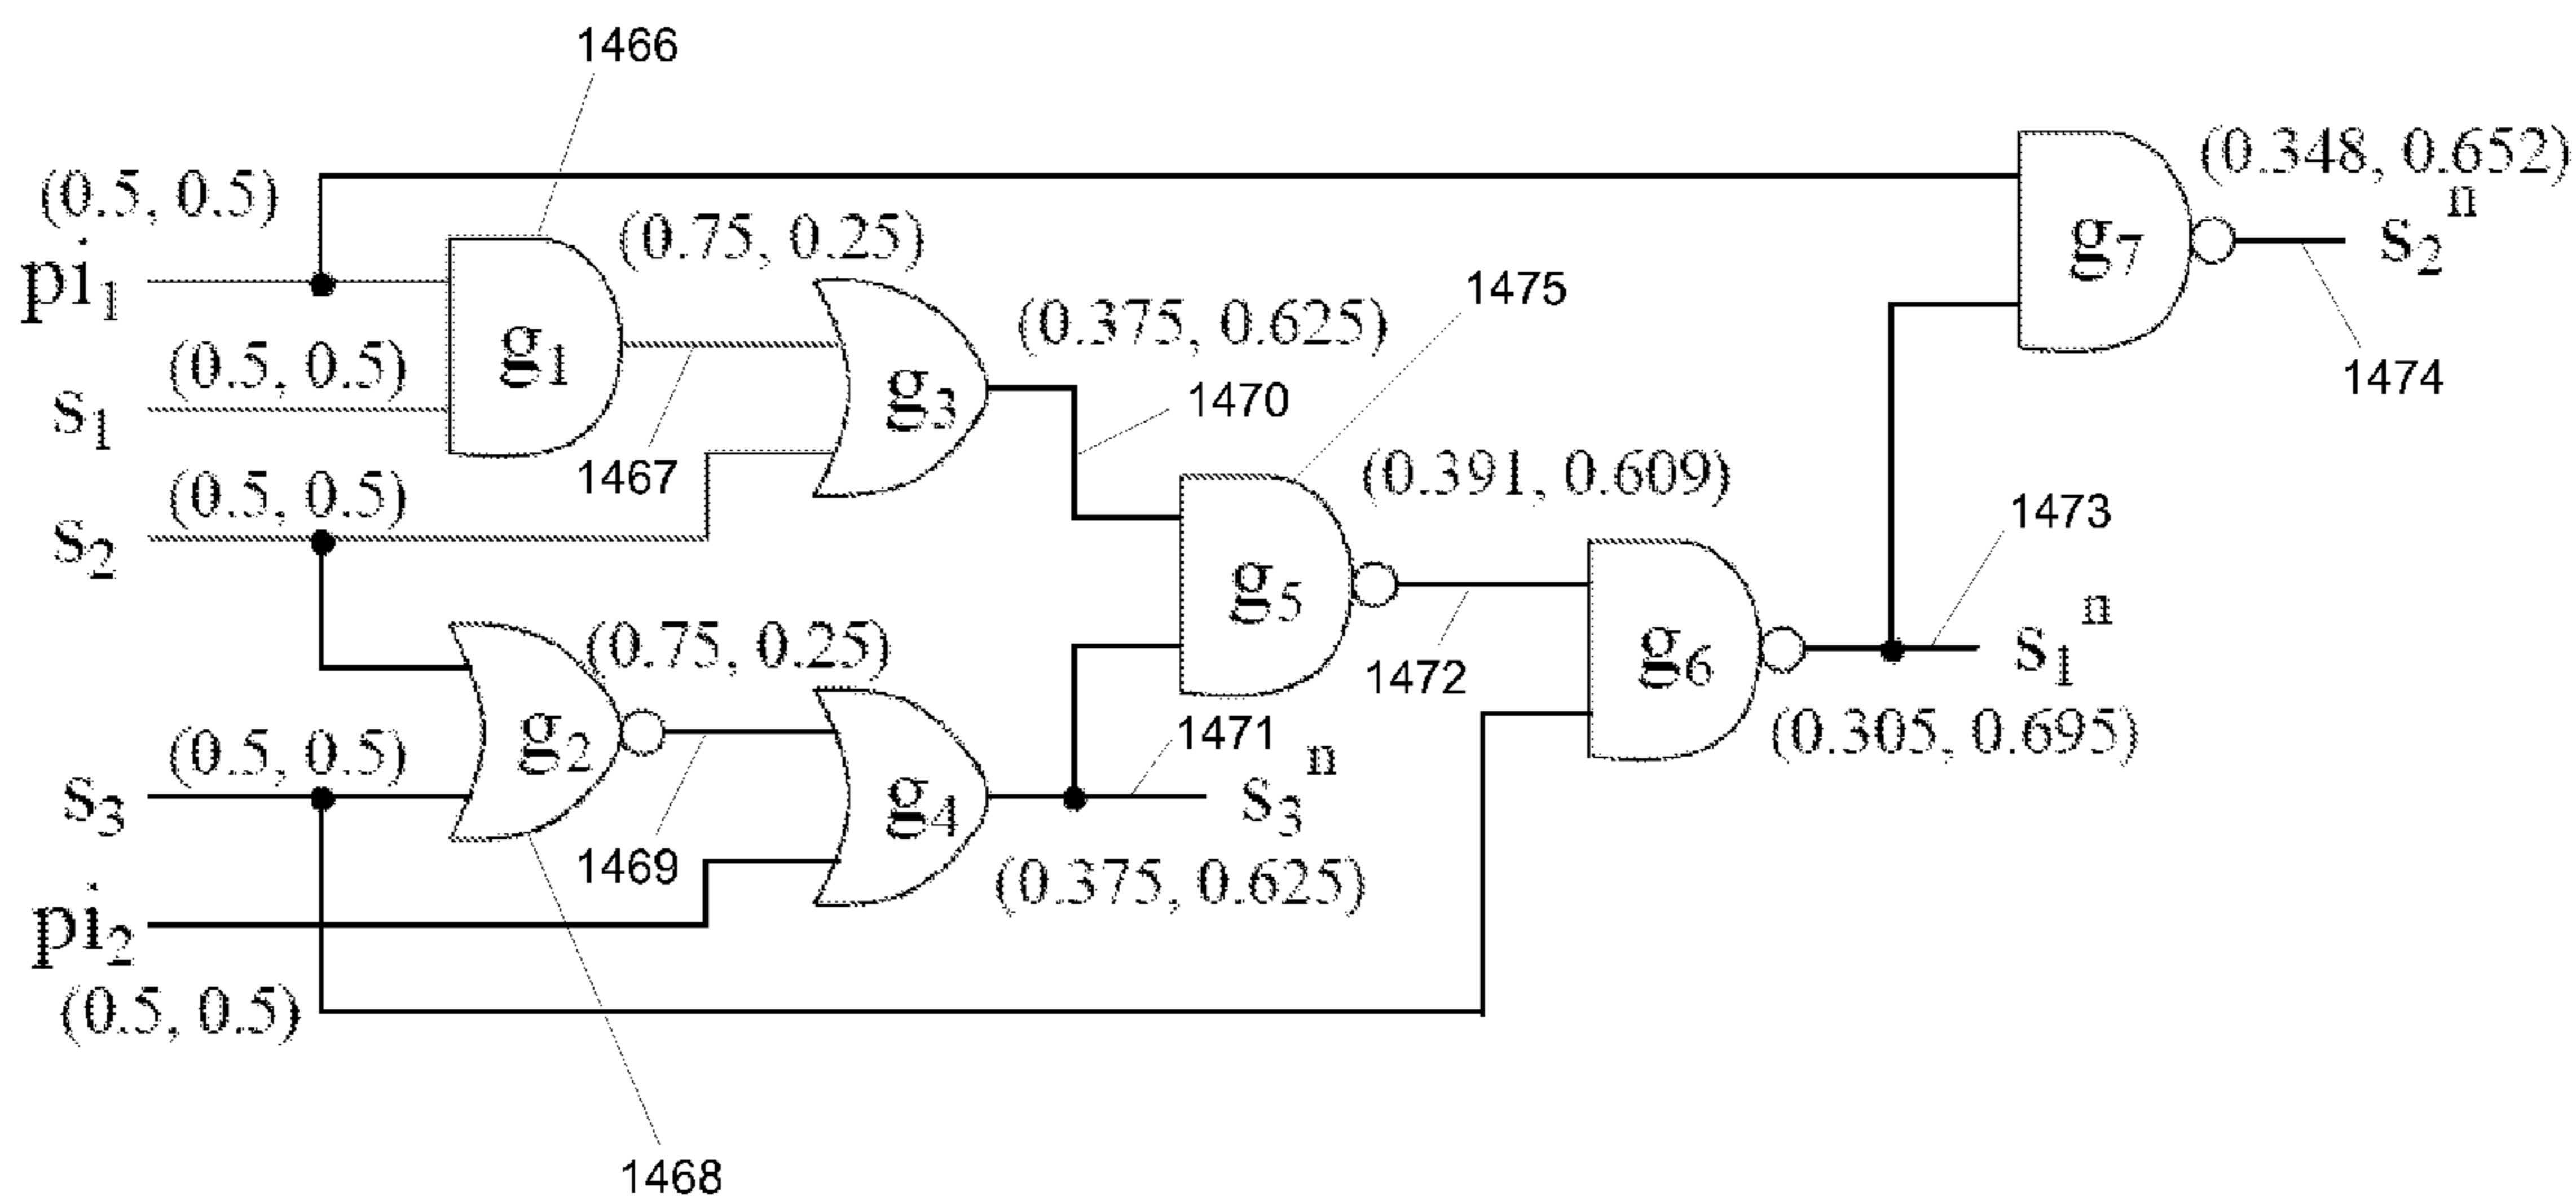 1466
(0.348, 0.652)
(0.5, 0.5)
(0.75, 0.25)
g7
s2n
pi1
1475
(0.375, 0.625)
(0.5, 0.5)
g1
1474
g3
1470
s1
1467
(0.391, 0.609)
(0.5, 0.5)
1473
s2
g5
(0.75, 0.25)
1472
g6
s1n
(0.5, 0.5)
g2
1471
(0.305, 0.695)
s3
g4
s3n
1469
(0.375, 0.625)
pi2
(0.5, 0.5)
1468